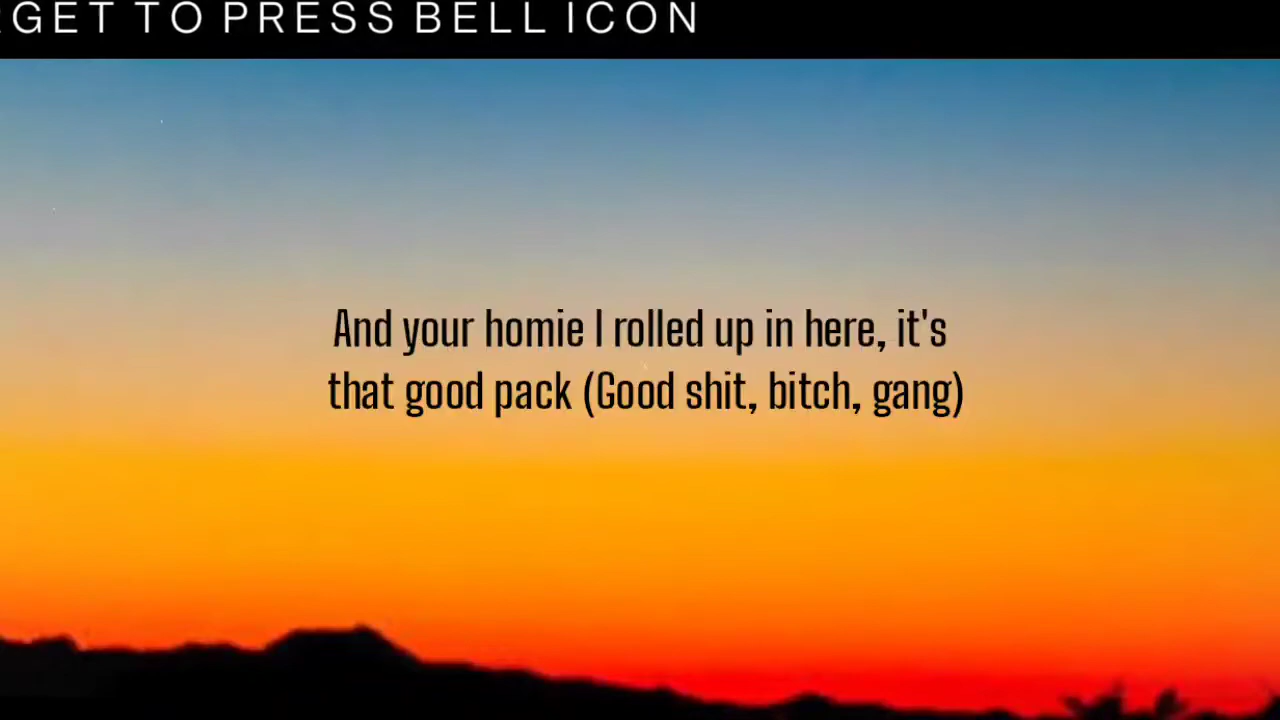 RGET TO PRESS BELL ICON
And your homie I rolled up in here, it's
that good pack (Good shit, bitch, gang)